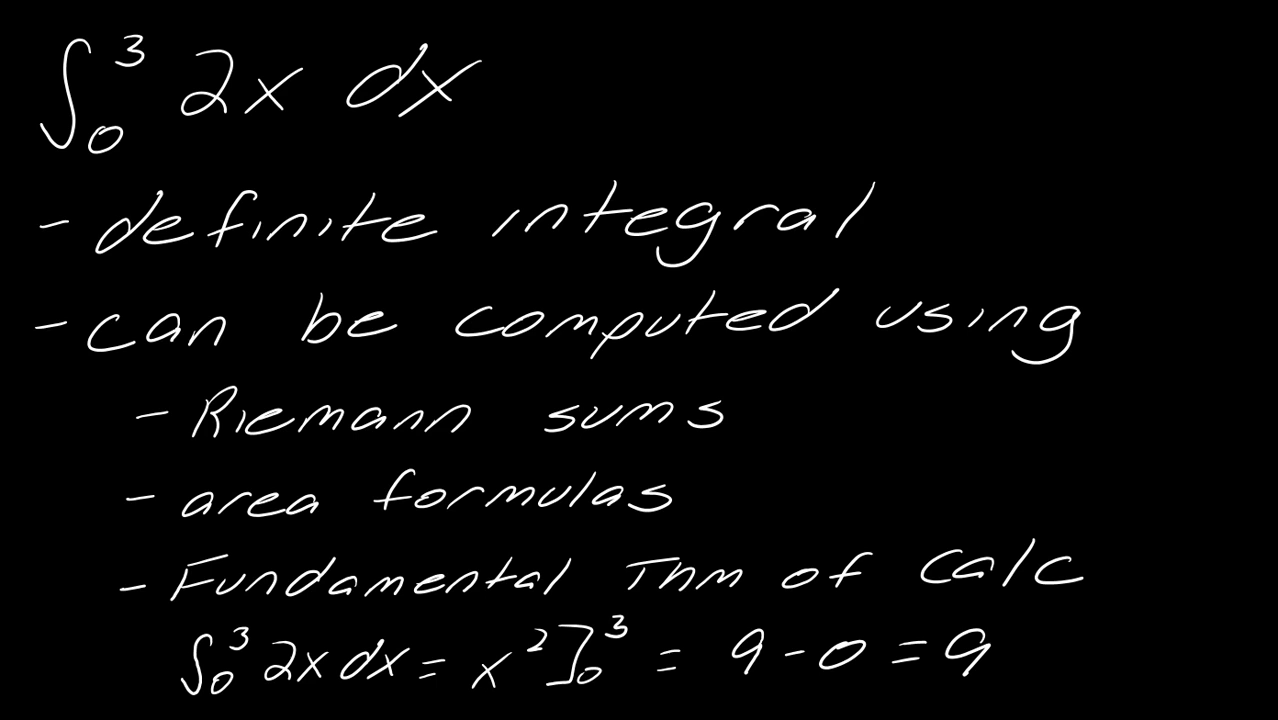 ∫₀³ 2x dx
- definite integral
- can be computed using
- Riemann sums
- area formulas
- Fundamental Thm of Calc
∫₀³ 2x dx = x²]₀³ = 9 - 0 = 9